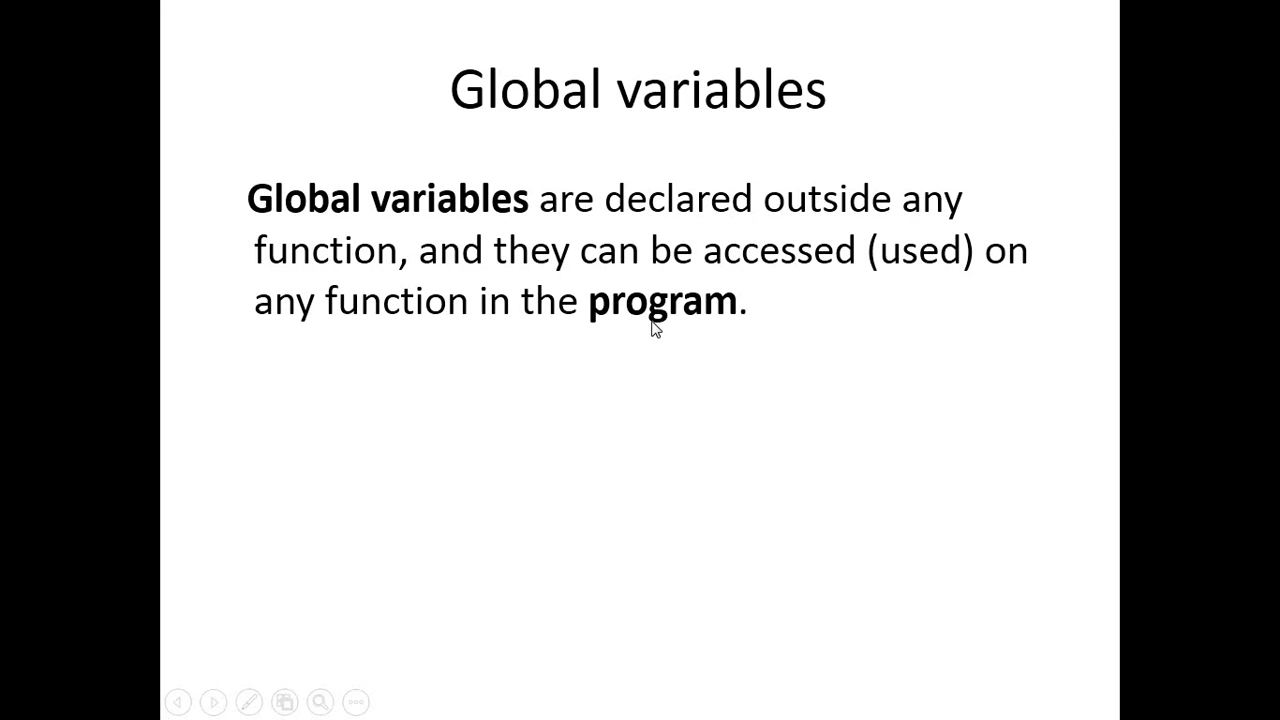 Global variables
Global variables are declared outside any
function, and they can be accessed (used) on
any function in the program.